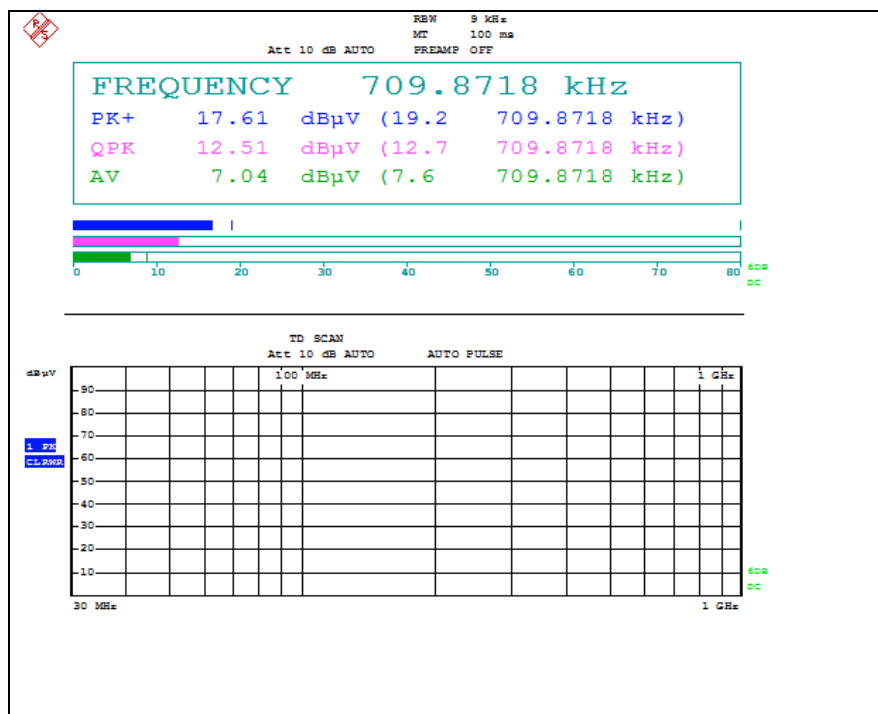 R S
RBW 9 kHz
MT 100 ms
Att 10 dB AUTO PREAMP OFF
FREQUENCY 709.8718 kHz
PK+ 17.61 dBµV (19.2 709.8718 kHz)
QPK 12.51 dBµV (12.7 709.8718 kHz)
AV 7.04 dBµV (7.6 709.8718 kHz)
0 10 20 30 40 50 60 70 80
6DB
DC
TD SCAN
Att 10 dB AUTO AUTO PULSE
dBµV
100 MHz 1 GHz
90
80
70
1 PK
CLRWR
60
50
40
30
20
10
6DB
DC
30 MHz 1 GHz